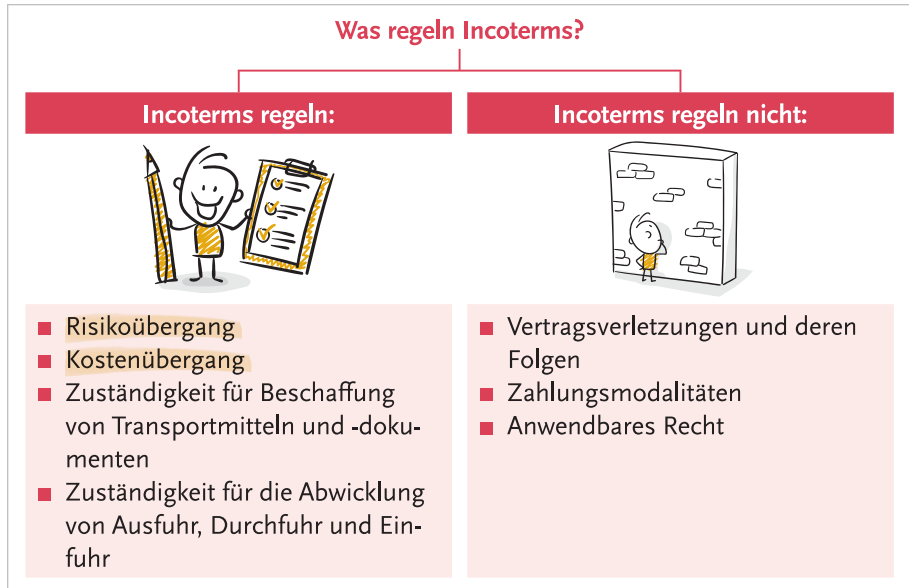 Was regeln Incoterms?
Incoterms regeln:
Risikoübergang
Kostenübergang
Zuständigkeit für Beschaffung
von Transportmitteln und -doku-
menten
Zuständigkeit für die Abwicklung
von Ausfuhr, Durchfuhr und Ein-
fuhr
Incoterms regeln nicht:
Vertragsverletzungen und deren
Folgen
Zahlungsmodalitäten
Anwendbares Recht